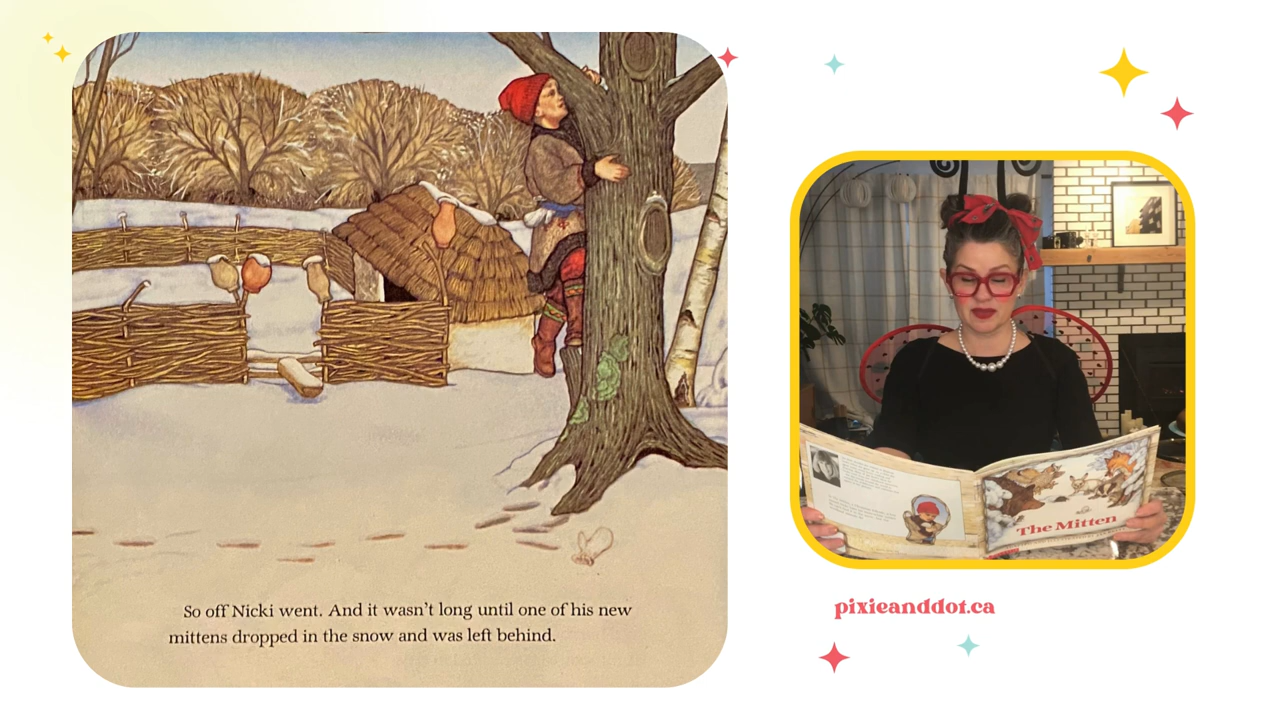 So off Nicki went. And it wasn't long until one of his new
mittens dropped in the snow and was left behind.
The Mitten
pixieanddot.ca